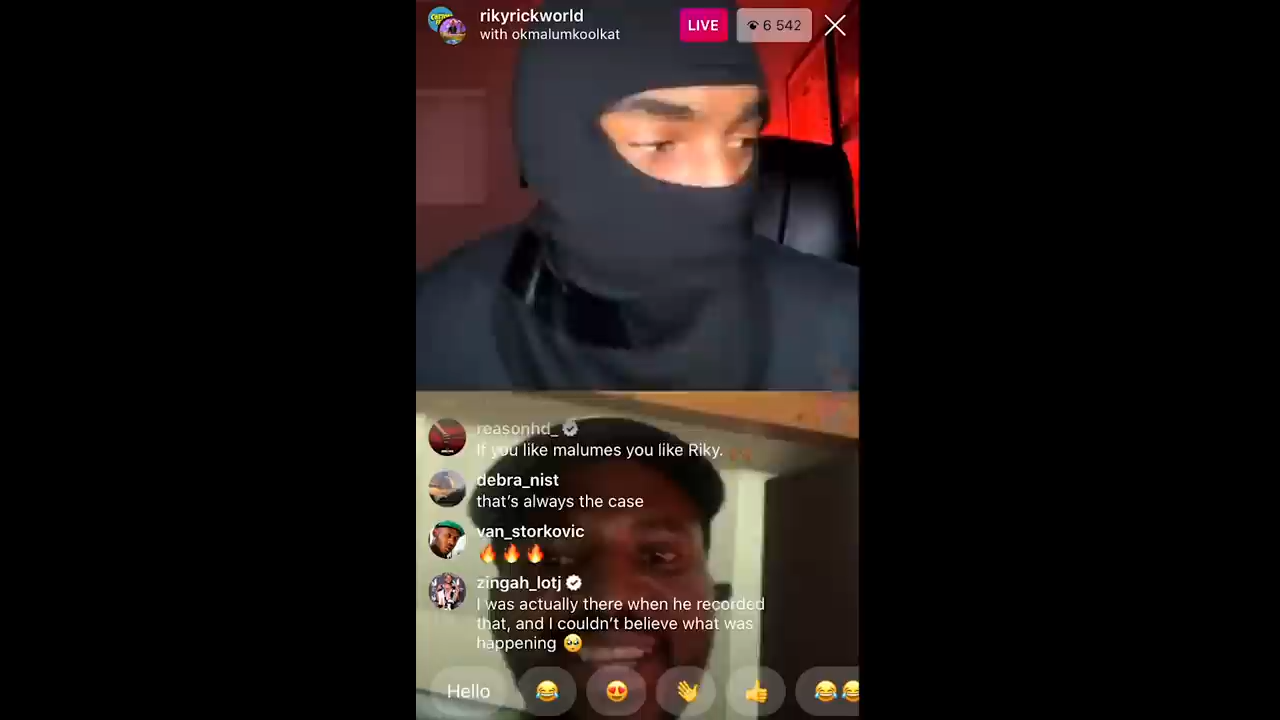 rikyrickworld
with okmalumkoolkat
LIVE
6 542
reasonhd_
If you like malumes you like Riky.
debra_nist
that's always the case
van_storkovic
🔥🔥🔥
zingah_lotj
I was actually there when he recorded
that, and I couldn't believe what was
happening 🥺
Hello 😂 😍 👋 👍 😂😂